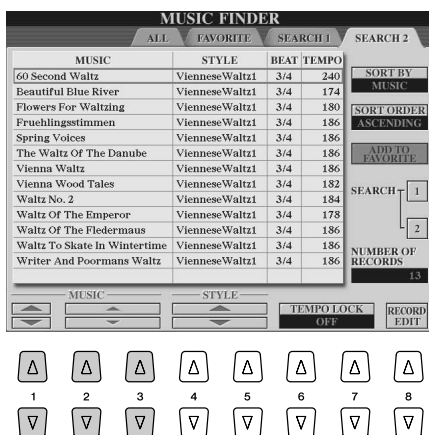 MUSIC FINDER
ALL FAVORITE SEARCH 1 SEARCH 2
MUSIC STYLE BEAT TEMPO
60 Second Waltz VienneseWaltz1 3/4 240
Beautiful Blue River VienneseWaltz1 3/4 174
Flowers For Waltzing VienneseWaltz1 3/4 180
Fruehlingsstimmen VienneseWaltz1 3/4 186
Spring Voices VienneseWaltz1 3/4 186
The Waltz Of The Danube VienneseWaltz1 3/4 186
Vienna Waltz VienneseWaltz1 3/4 186
Vienna Wood Tales VienneseWaltz1 3/4 182
Waltz No. 2 VienneseWaltz1 3/4 184
Waltz Of The Emperor VienneseWaltz1 3/4 178
Waltz Of The Fledermaus VienneseWaltz1 3/4 186
Waltz To Skate In Wintertime VienneseWaltz1 3/4 186
Writer And Poormans Waltz VienneseWaltz1 3/4 186
SORT BY
MUSIC
SORT ORDER
ASCENDING
ADD TO
FAVORITE
SEARCH 1
2
NUMBER OF
RECORDS
13
MUSIC STYLE
TEMPO LOCK
OFF
RECORD
EDIT
1 2 3 4 5 6 7 8